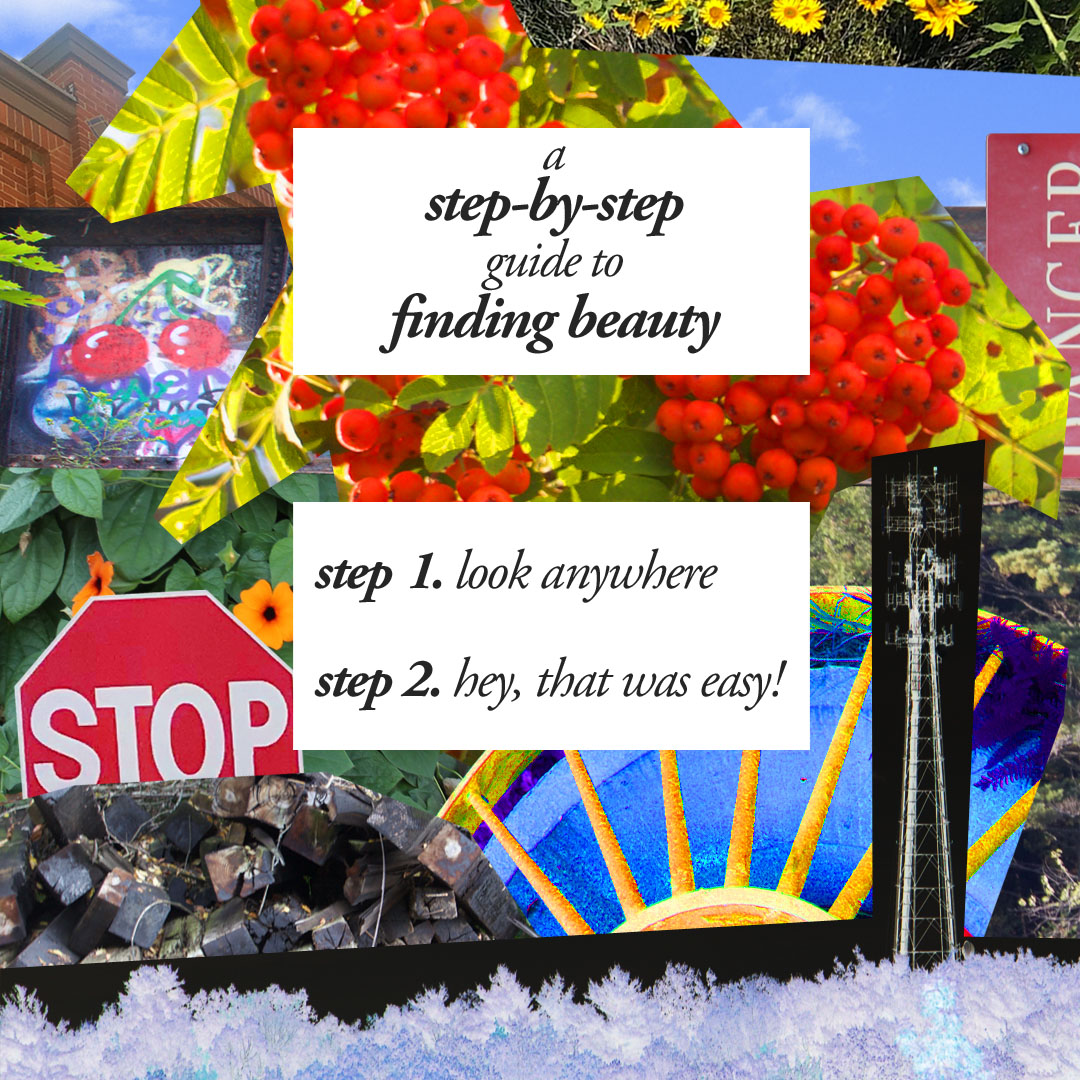 a
step-by-step
guide to
finding beauty
step 1. look anywhere
step 2. hey, that was easy!
STOP